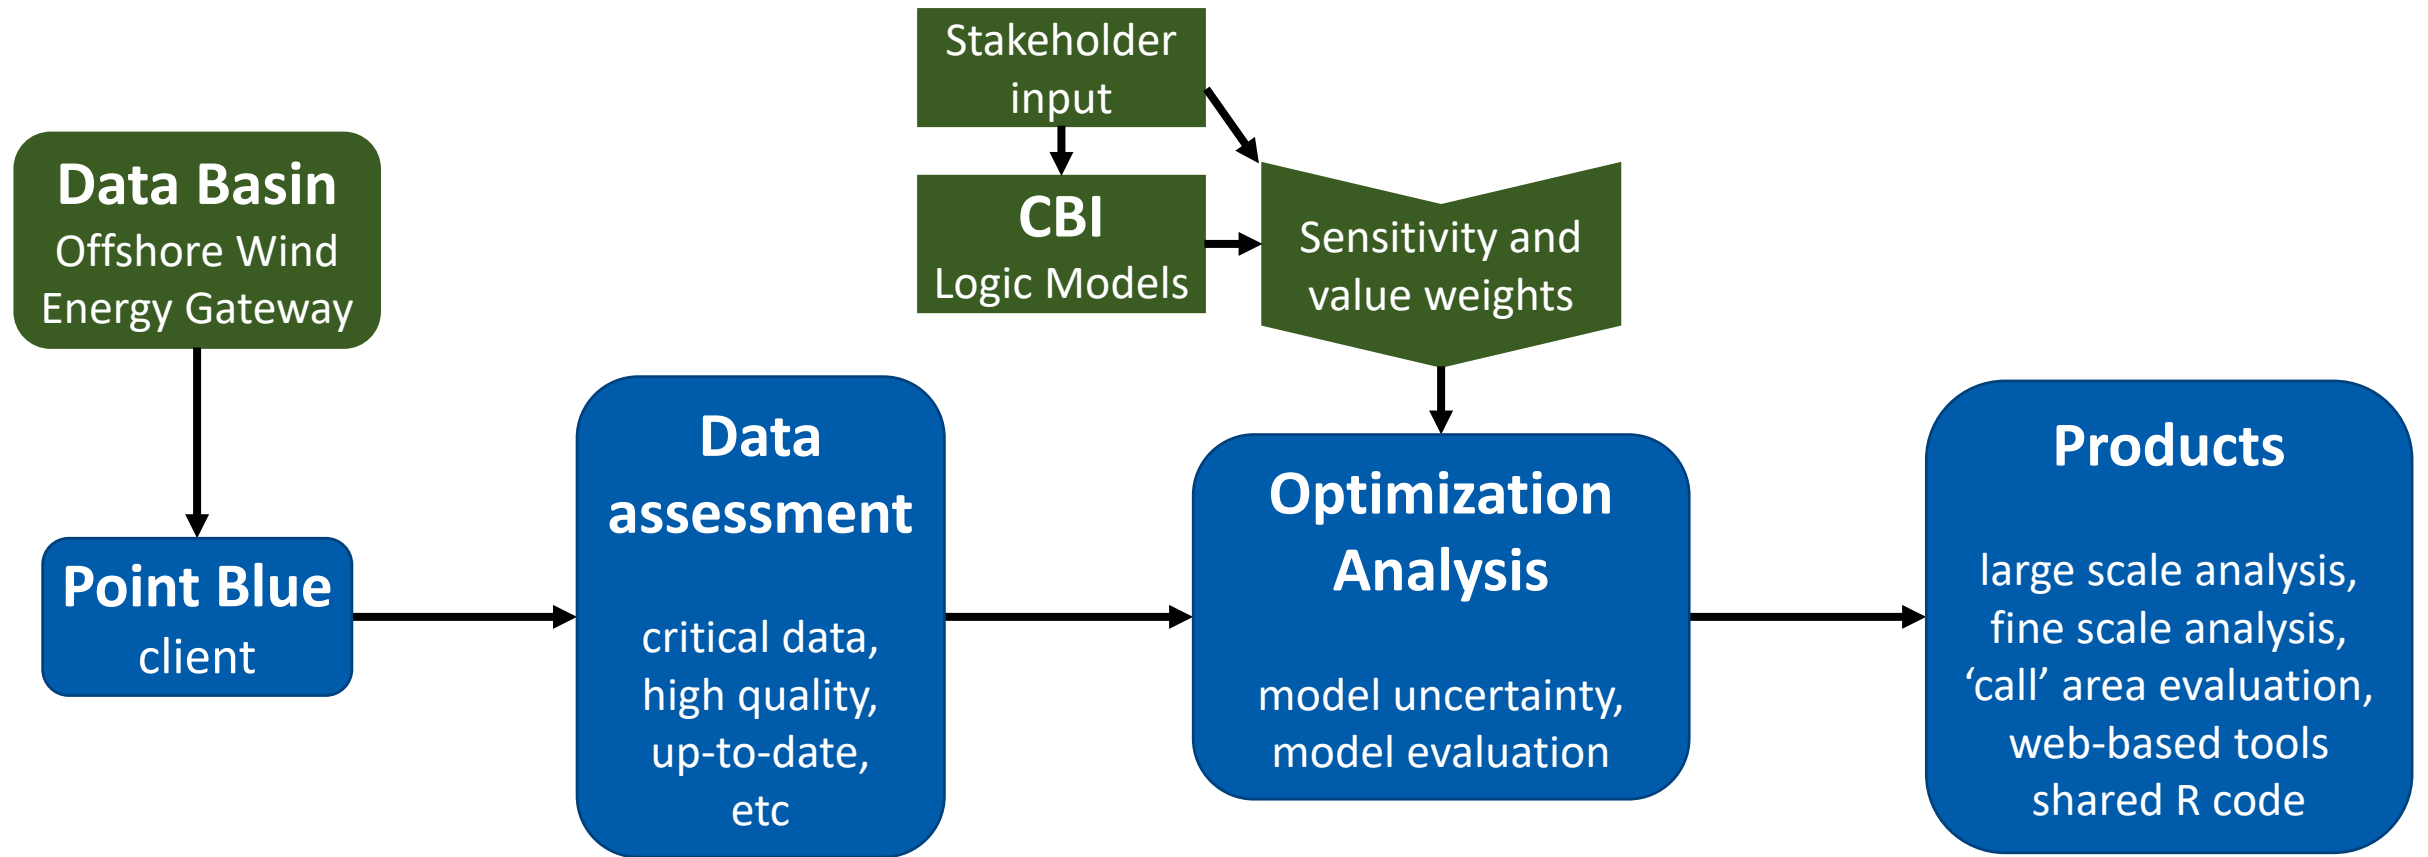 Stakeholder
input
Data Basin
Offshore Wind
Energy Gateway
CBI
Logic Models
Sensitivity and
value weights
Point Blue
client
Data
assessment
critical data,
high quality,
up-to-date,
etc
Optimization
Analysis
model uncertainty,
model evaluation
Products
large scale analysis,
fine scale analysis,
‘call’ area evaluation,
web-based tools
shared R code